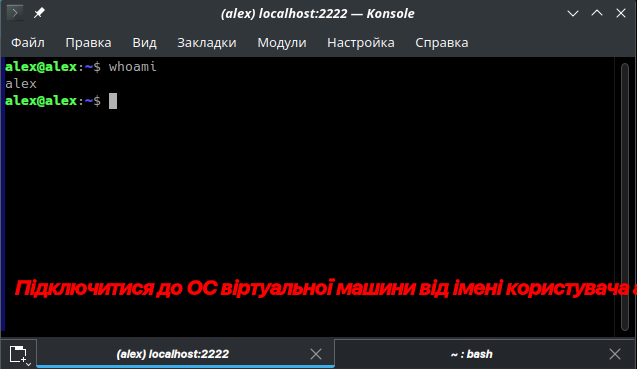 (alex) localhost:2222 — Konsole
Файл Правка Вид Закладки Модули Настройка Справка
alex@alex:~$ whoami
alex
alex@alex:~$
Підключитися до ОС віртуальної машини від імені користувача
(alex) localhost:2222
~ : bash